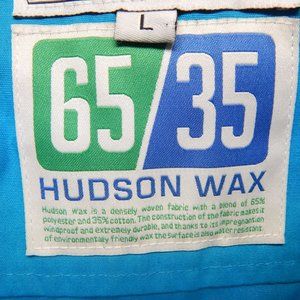 L
65 35
HUDSON WAX
Hudson Wax is a densely woven fabric with a blend of 65%
polyester and 35% cotton. The construction of the fabric makes it
windproof and extremely durable, and thanks to its impregnation
of environmentally friendly wax the surface is also water resistant.